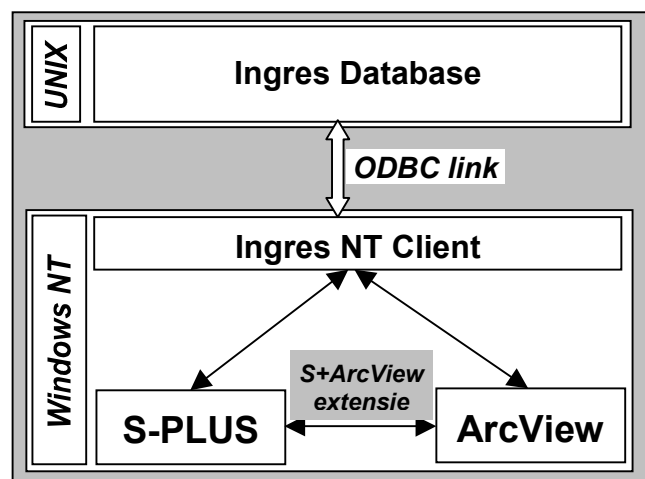 UNIX
Ingres Database
ODBC link
Windows NT
Ingres NT Client
S+ArcView
extensie
S-PLUS
ArcView